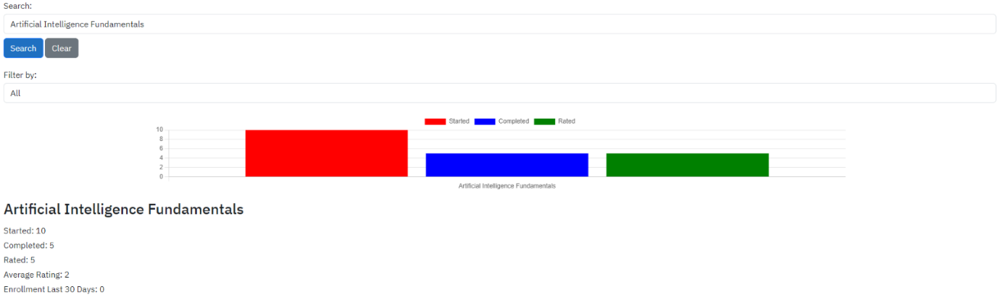 Search:
Artificial Intelligence Fundamentals
Search Clear
Filter by:
All
Started Completed Rated
10
8
6
4
2
0
Artificial Intelligence Fundamentals
Artificial Intelligence Fundamentals
Started: 10
Completed: 5
Rated: 5
Average Rating: 2
Enrollment Last 30 Days: 0